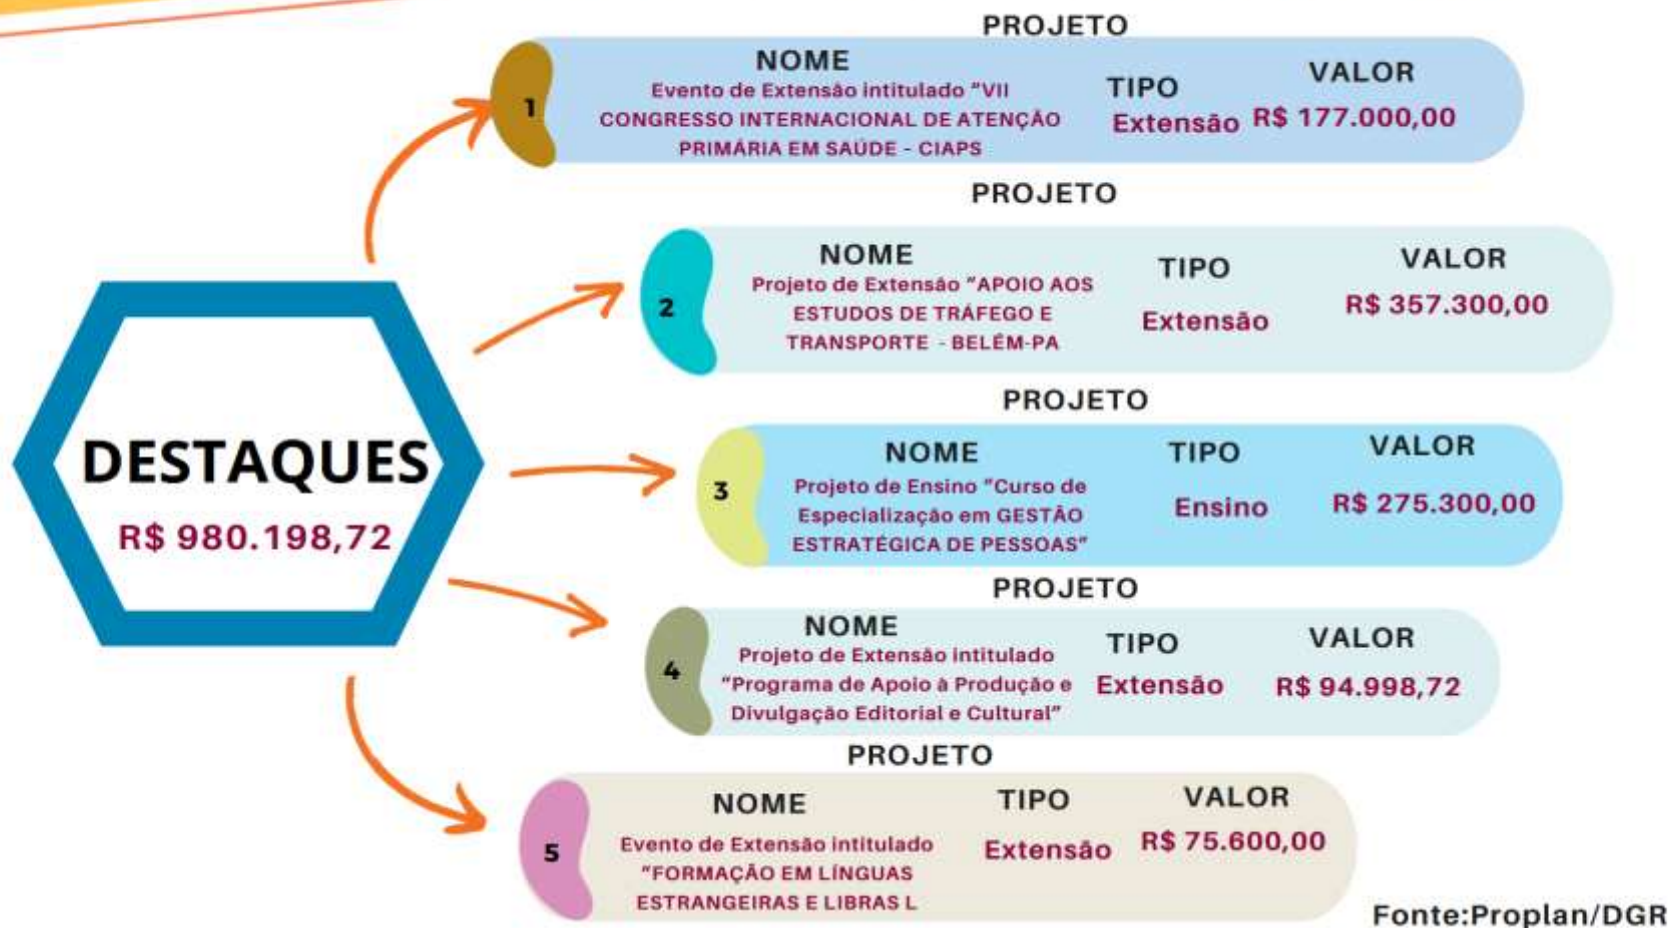 PROJETO
NOME
Evento de Extensão intitulado "VII
CONGRESSO INTERNACIONAL DE ATENÇÃO
PRIMÁRIA EM SAÚDE - CIAPS
TIPO
Extensão
VALOR
R$ 177.000,00
1
PROJETO
NOME
Projeto de Extensão "APOIO AOS
ESTUDOS DE TRÁFEGO E
TRANSPORTE - BELÉM-PA
TIPO
Extensão
VALOR
R$ 357.300,00
2
PROJETO
NOME
Projeto de Ensino "Curso de
Especialização em GESTÃO
ESTRATÉGICA DE PESSOAS"
TIPO
Ensino
VALOR
R$ 275.300,00
3
DESTAQUES
R$ 980.198,72
PROJETO
NOME
Projeto de Extensão intitulado
"Programa de Apoio à Produção e
Divulgação Editorial e Cultural"
TIPO
Extensão
VALOR
R$ 94.998,72
4
PROJETO
NOME
Evento de Extensão intitulado
"FORMAÇÃO EM LÍNGUAS
ESTRANGEIRAS E LIBRAS L
TIPO
Extensão
VALOR
R$ 75.600,00
5
Fonte:Proplan/DGR